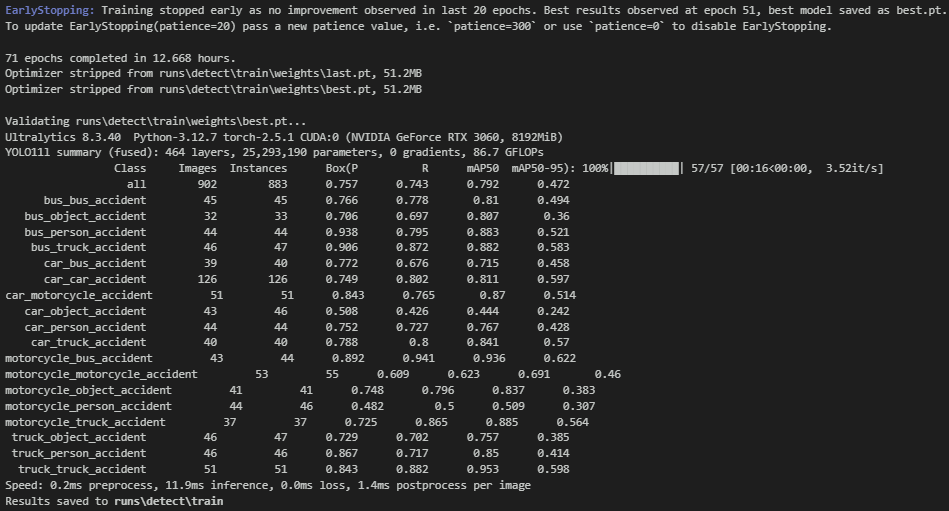 EarlyStopping: Training stopped early as no improvement observed in last 20 epochs. Best results observed at epoch 51, best model saved as best.pt.
To update EarlyStopping(patience=20) pass a new patience value, i.e. `patience=300` or use `patience=0` to disable EarlyStopping.
71 epochs completed in 12.668 hours.
Optimizer stripped from runs\detect\train\weights\last.pt, 51.2MB
Optimizer stripped from runs\detect\train\weights\best.pt, 51.2MB
Validating runs\detect\train\weights\best.pt...
Ultralytics 8.3.40 Python-3.12.7 torch-2.5.1 CUDA:0 (NVIDIA GeForce RTX 3060, 8192MiB)
YOLO11l summary (fused): 464 layers, 25,293,190 parameters, 0 gradients, 86.7 GFLOPs
Class Images Instances Box(P R mAP50 mAP50-95): 100%|██████████| 57/57 [00:16<00:00, 3.52it/s]
all 902 883 0.757 0.743 0.792 0.472
bus_bus_accident 45 45 0.766 0.778 0.81 0.494
bus_object_accident 32 33 0.706 0.697 0.807 0.36
bus_person_accident 44 44 0.938 0.795 0.883 0.521
bus_truck_accident 46 47 0.906 0.872 0.882 0.583
car_bus_accident 39 40 0.772 0.676 0.715 0.458
car_car_accident 126 126 0.749 0.802 0.811 0.597
car_motorcycle_accident 51 51 0.843 0.765 0.87 0.514
car_object_accident 43 46 0.508 0.426 0.444 0.242
car_person_accident 44 44 0.752 0.727 0.767 0.428
car_truck_accident 40 40 0.788 0.8 0.841 0.57
motorcycle_bus_accident 43 44 0.892 0.941 0.936 0.622
motorcycle_motorcycle_accident 53 55 0.609 0.623 0.691 0.46
motorcycle_object_accident 41 41 0.748 0.796 0.837 0.383
motorcycle_person_accident 44 46 0.482 0.5 0.509 0.307
motorcycle_truck_accident 37 37 0.725 0.865 0.885 0.564
truck_object_accident 46 47 0.729 0.702 0.757 0.385
truck_person_accident 46 46 0.867 0.717 0.85 0.414
truck_truck_accident 51 51 0.843 0.882 0.953 0.598
Speed: 0.2ms preprocess, 11.9ms inference, 0.0ms loss, 1.4ms postprocess per image
Results saved to runs\detect\train